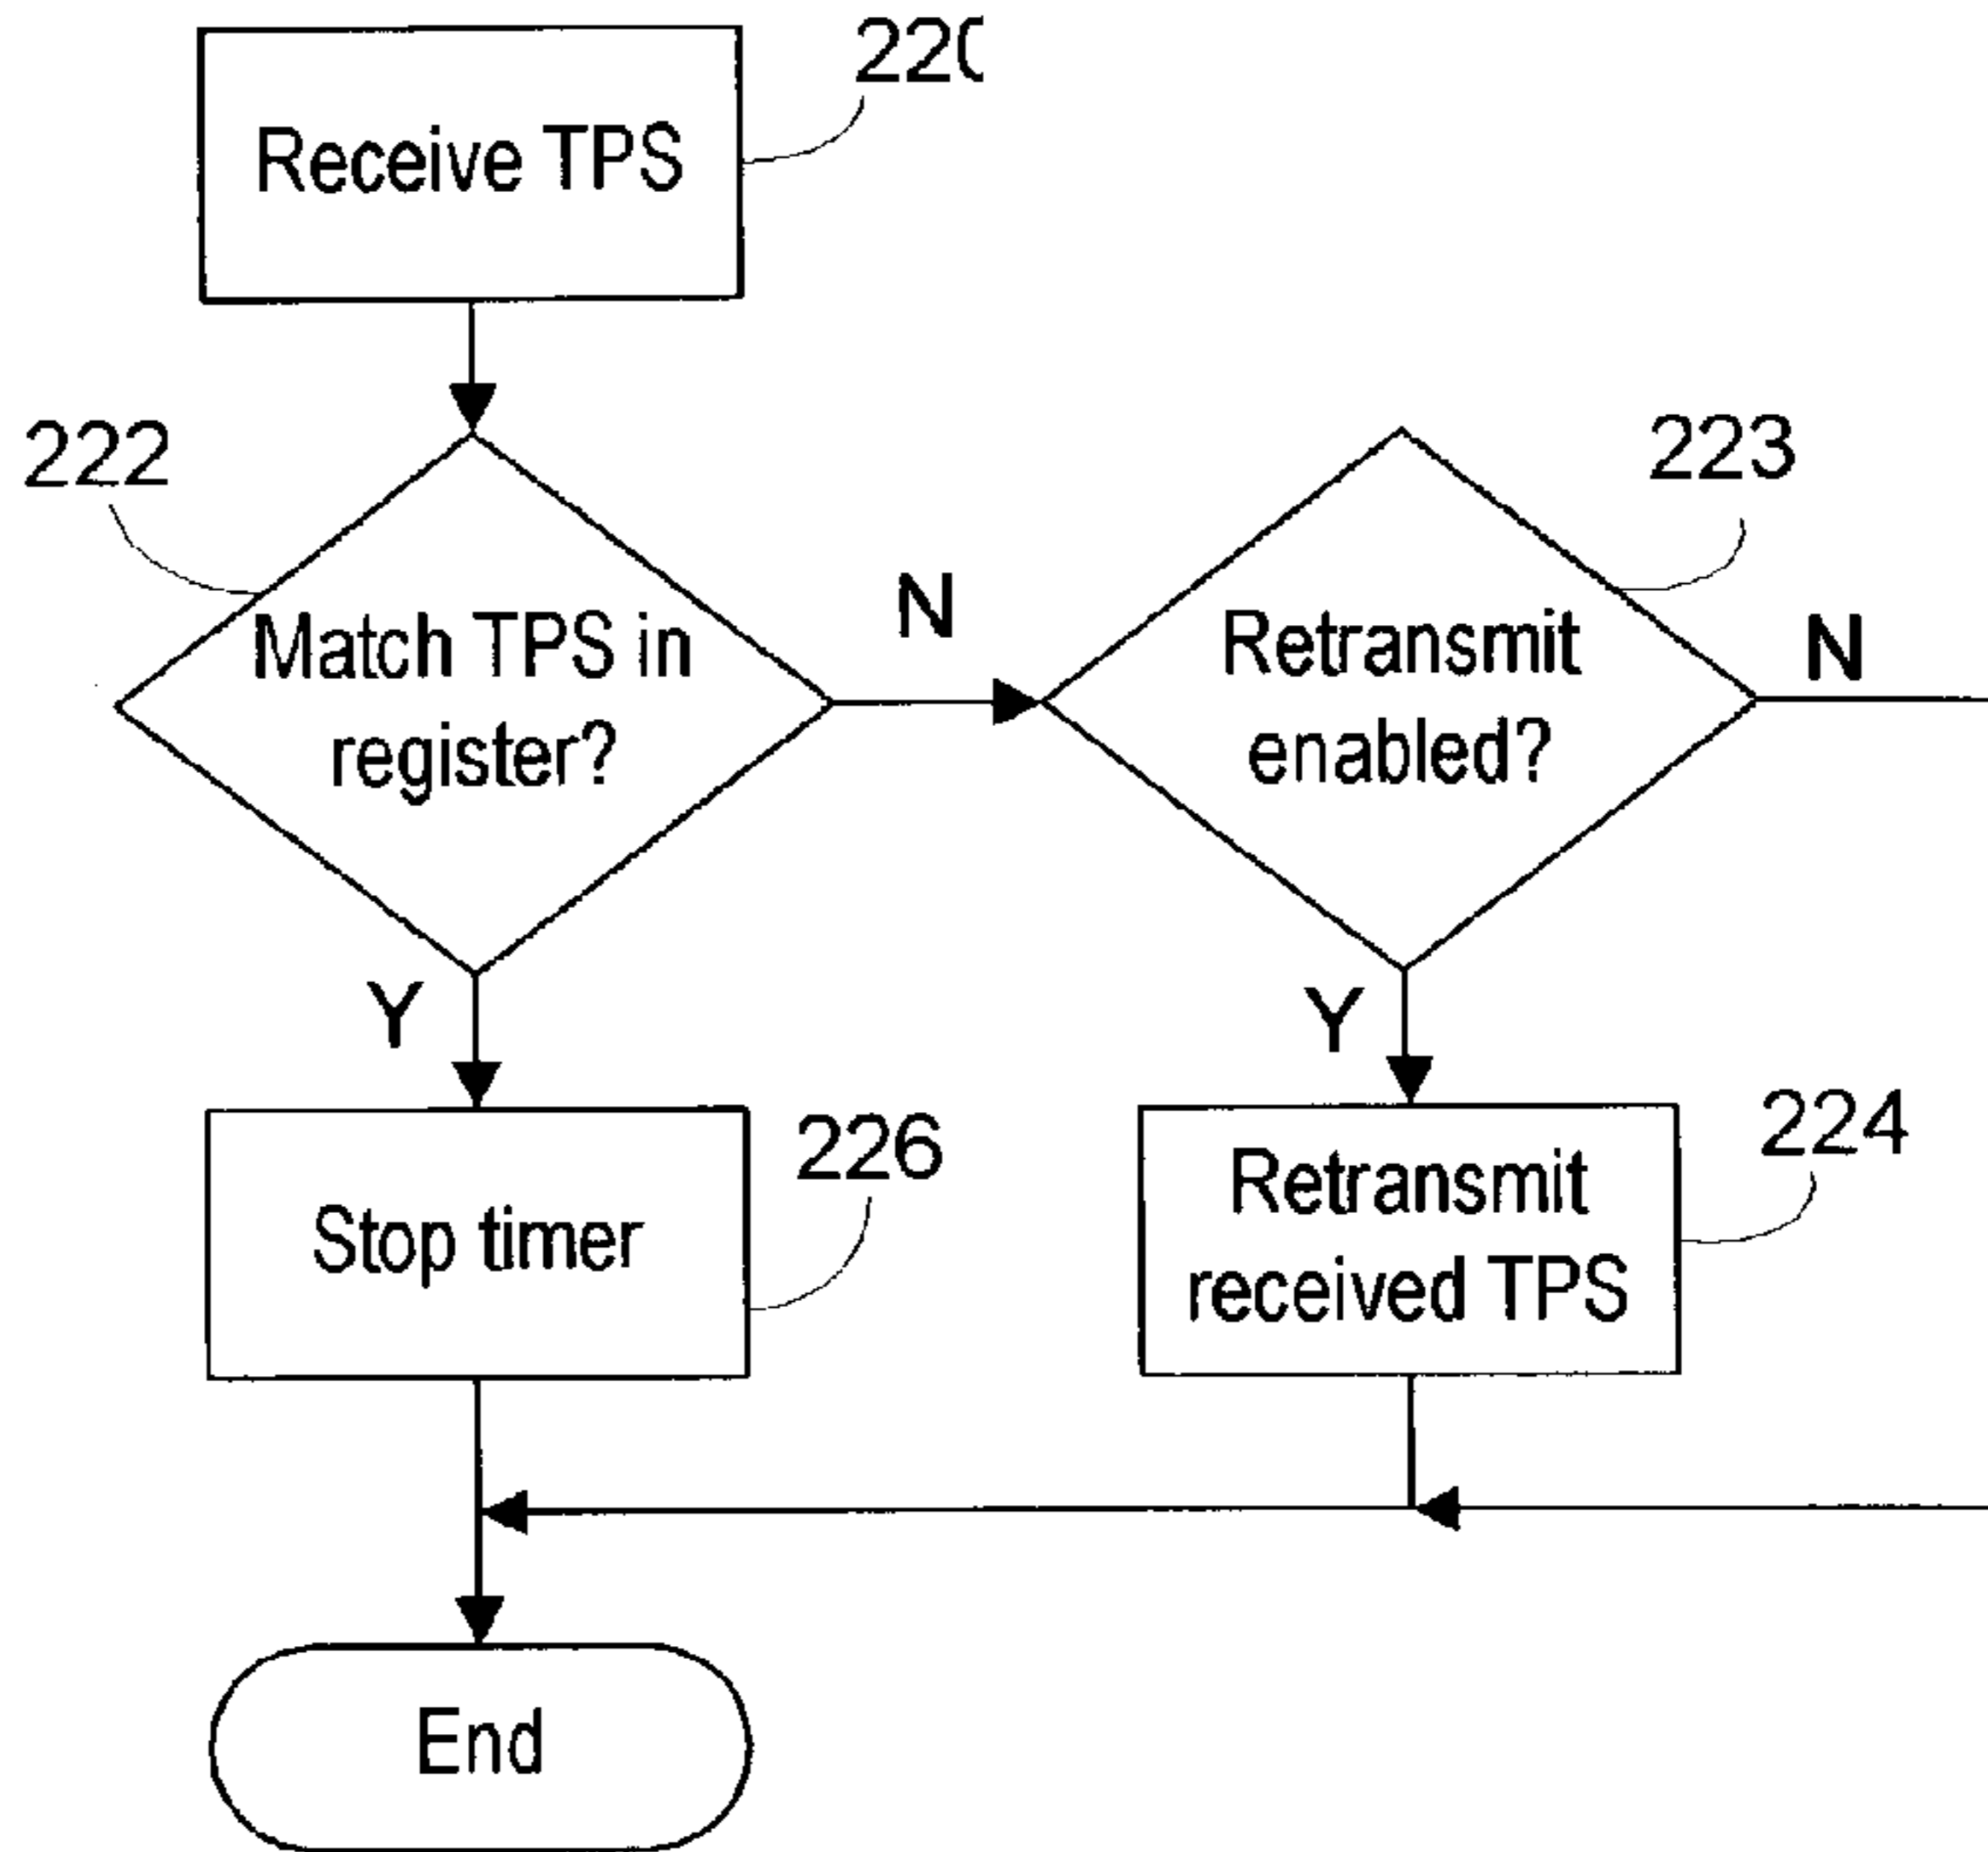 220
Receive TPS
222
Match TPS in
register?
N
223
Retransmit
enabled?
N
Y
Y
226
Stop timer
224
Retransmit
received TPS
End